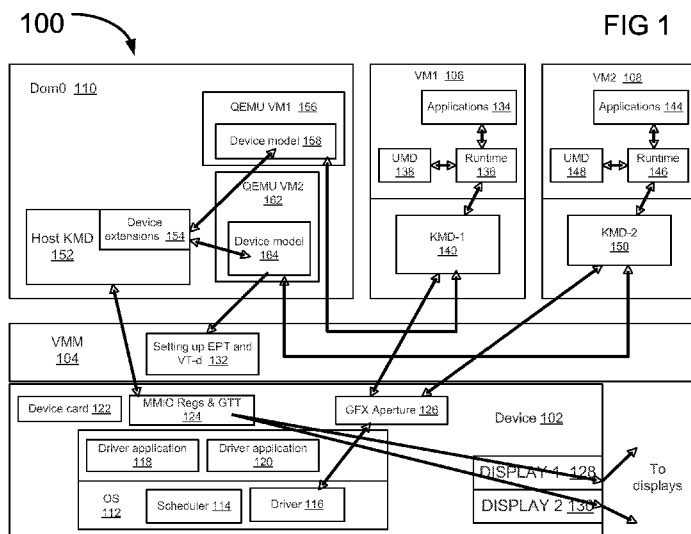 100
FIG 1
Dom0 110
QEMU VM1 156
Device model 158
QEMU VM2
162
Device model
164
Host KMD
152
Device
extensions 154
VM1 106
Applications 134
UMD
138
Runtime
136
KMD-1
140
VM2 108
Applications 144
UMD
148
Runtime
146
KMD-2
150
VMM
104
Setting up EPT and
VT-d 132
Device card 122
MMIO Regs & GTT
124
GFX Aperture 126
Device 102
Driver application
118
Driver application
120
OS
112
Scheduler 114
Driver 116
DISPLAY 1 128
DISPLAY 2 130
To
displays